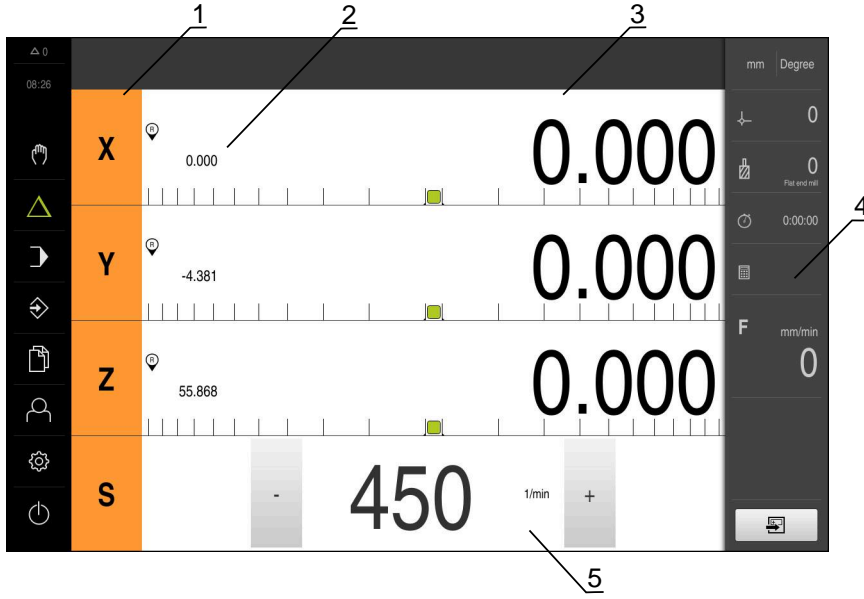 1 2 3
0
08:26
mm Degree
X
R
0.000
0.000
0
0
Flat end mill
0:00:00
4
Y
R
-4.381
0.000
F mm/min
0
Z
R
55.868
0.000
S
-
450
1/min
+
5